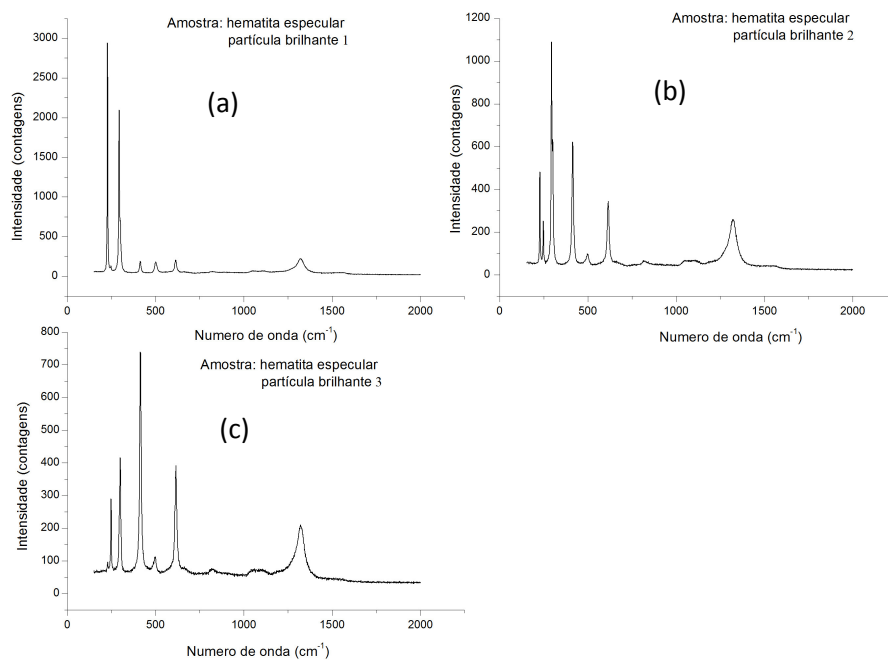 Amostra: hematita especular
partícula brilhante 1
(a)
Intensidade (contagens)
3000
2500
2000
1500
1000
500
0
0 500 1000 1500 2000
Numero de onda (cm⁻¹)
Amostra: hematita especular
partícula brilhante 2
(b)
Intensidade (contagens)
1200
1000
800
600
400
200
0
0 500 1000 1500 2000
Numero de onda (cm⁻¹)
Amostra: hematita especular
partícula brilhante 3
(c)
Intensidade (contagens)
800
700
600
500
400
300
200
100
0
0 500 1000 1500 2000
Numero de onda (cm⁻¹)